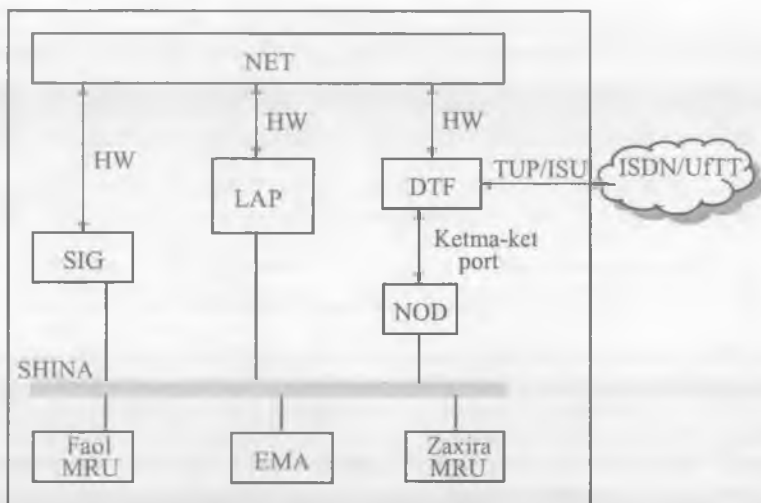 NET
HW
HW
HW
LAP
DTF
TUP/ISU
ISDN/UfTT
SIG
Ketma-ket
port
NOD
SHINA
Faol
MRU
EMA
Zaxira
MRU